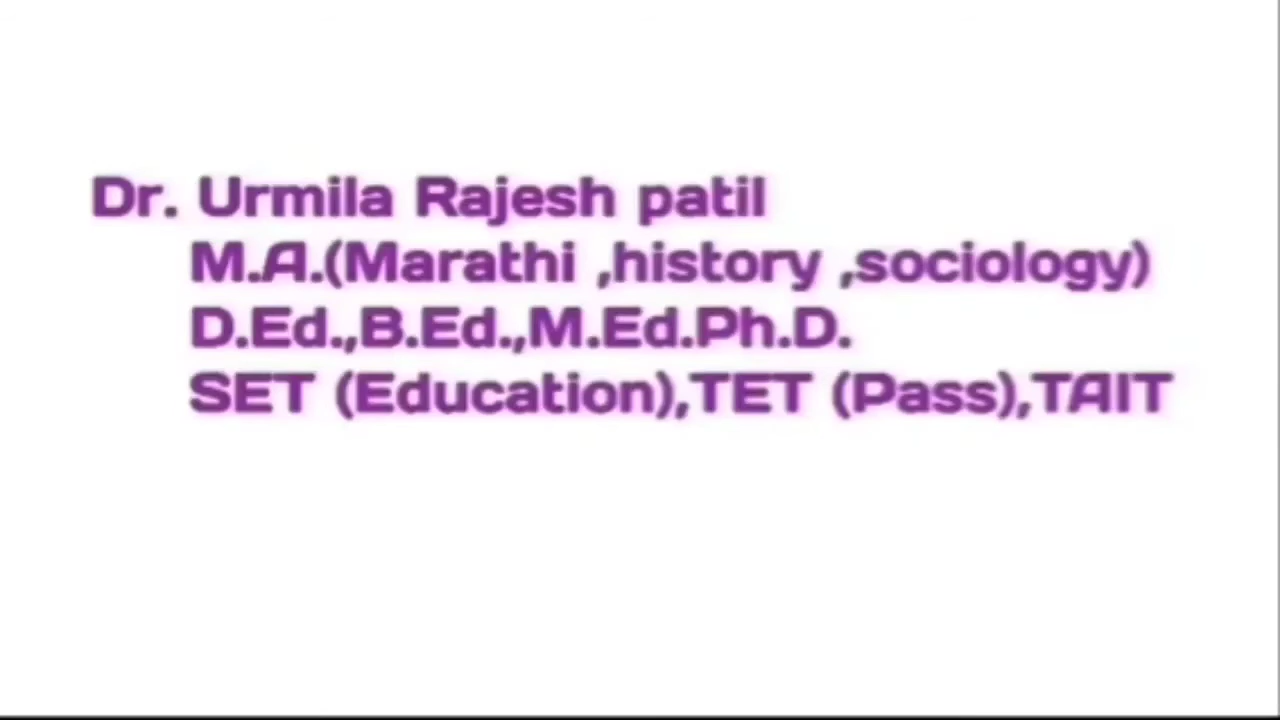 Dr. Urmila Rajesh patil
M.A.(Marathi ,history ,sociology)
D.Ed.,B.Ed.,M.Ed.Ph.D.
SET (Education),TET (Pass),TAIT